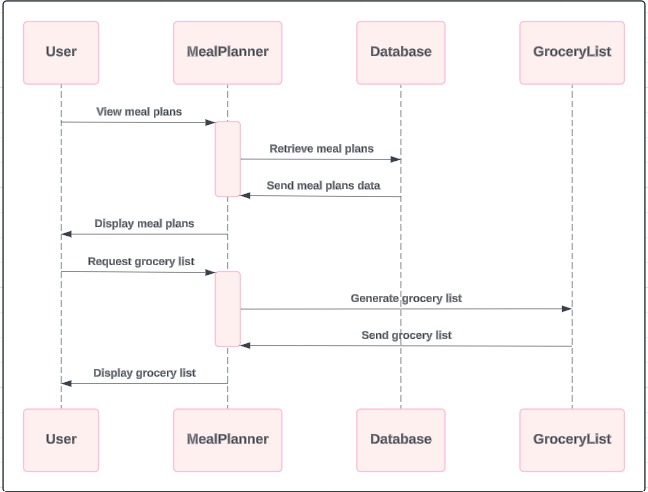 User
MealPlanner
Database
GroceryList
View meal plans
Retrieve meal plans
Send meal plans data
Display meal plans
Request grocery list
Generate grocery list
Send grocery list
Display grocery list
User
MealPlanner
Database
GroceryList